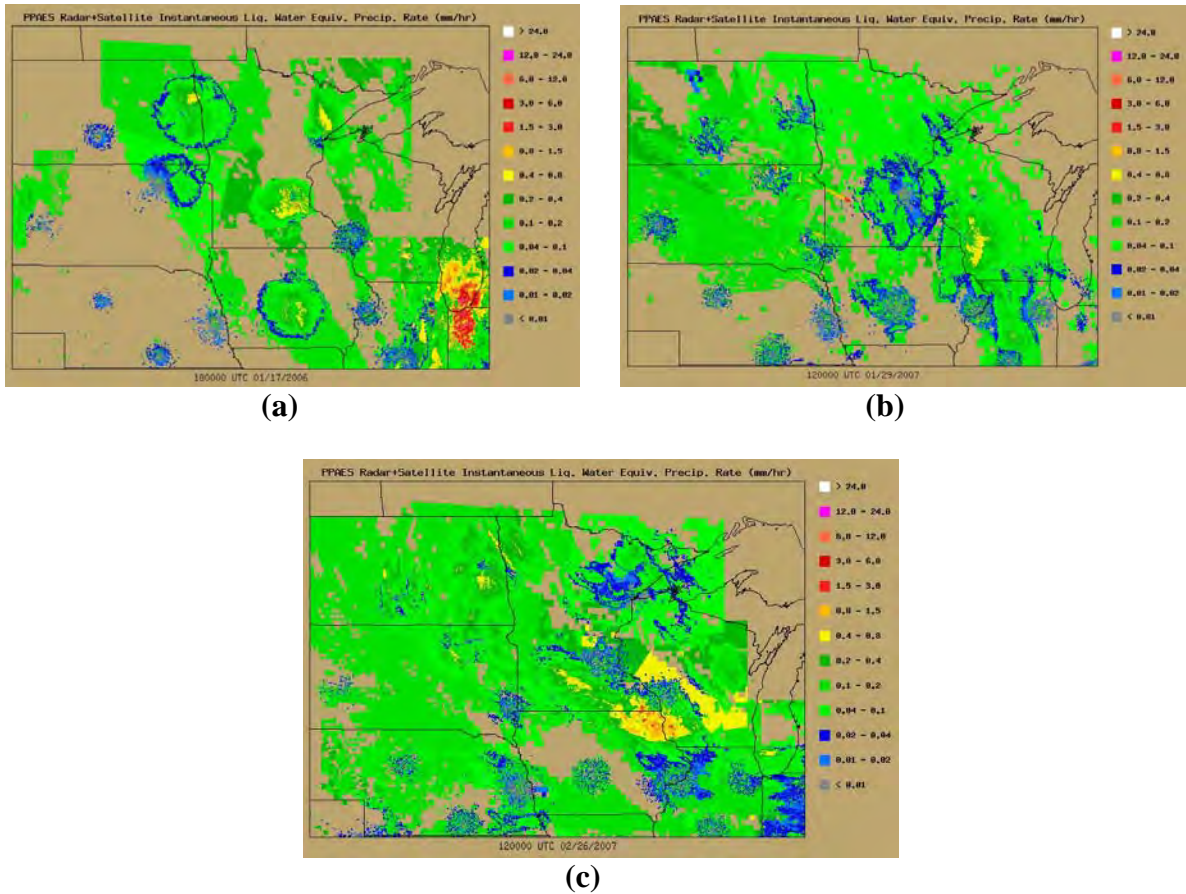 PPAES Radar+Satellite Instantaneous Liq. Water Equiv. Precip. Rate (mm/hr)
> 24.0
12.0 - 24.0
6.0 - 12.0
3.0 - 6.0
1.5 - 3.0
0.8 - 1.5
0.4 - 0.8
0.2 - 0.4
0.1 - 0.2
0.04 - 0.1
0.02 - 0.04
0.01 - 0.02
< 0.01
180000 UTC 01/17/2006
(a)
PPAES Radar+Satellite Instantaneous Liq. Water Equiv. Precip. Rate (mm/hr)
> 24.0
12.0 - 24.0
6.0 - 12.0
3.0 - 6.0
1.5 - 3.0
0.8 - 1.5
0.4 - 0.8
0.2 - 0.4
0.1 - 0.2
0.04 - 0.1
0.02 - 0.04
0.01 - 0.02
< 0.01
120000 UTC 01/29/2007
(b)
PPAES Radar+Satellite Instantaneous Liq. Water Equiv. Precip. Rate (mm/hr)
> 24.0
12.0 - 24.0
6.0 - 12.0
3.0 - 6.0
1.5 - 3.0
0.8 - 1.5
0.4 - 0.8
0.2 - 0.4
0.1 - 0.2
0.04 - 0.1
0.02 - 0.04
0.01 - 0.02
< 0.01
120000 UTC 02/26/2007
(c)